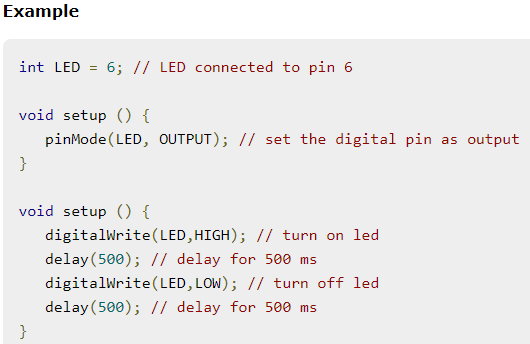 Example
int LED = 6; // LED connected to pin 6
void setup () {
pinMode(LED, OUTPUT); // set the digital pin as output
}
void setup () {
digitalWrite(LED,HIGH); // turn on led
delay(500); // delay for 500 ms
digitalWrite(LED,LOW); // turn off led
delay(500); // delay for 500 ms
}